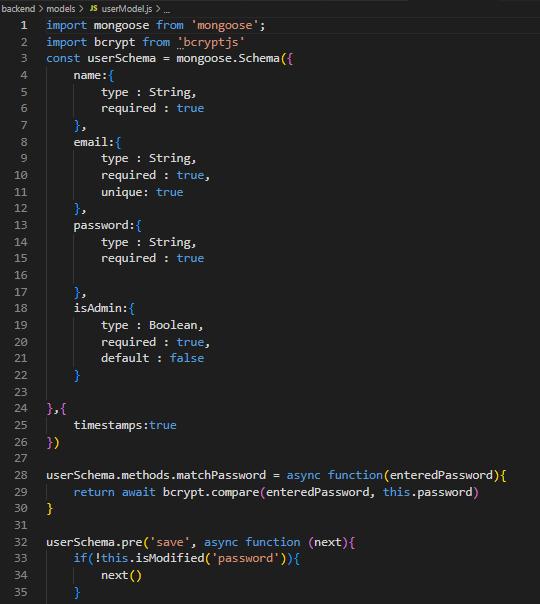 backend > models > JS userModel.js > ...
1 import mongoose from 'mongoose';
2 import bcrypt from 'bcryptjs'
3 const userSchema = mongoose.Schema({
4     name:{
5         type : String,
6         required : true
7     },
8     email:{
9         type : String,
10         required : true,
11         unique: true
12     },
13     password:{
14         type : String,
15         required : true
16
17     },
18     isAdmin:{
19         type : Boolean,
20         required : true,
21         default : false
22     }
23
24 },{
25     timestamps:true
26 })
27
28 userSchema.methods.matchPassword = async function(enteredPassword){
29     return await bcrypt.compare(enteredPassword, this.password)
30 }
31
32 userSchema.pre('save', async function (next){
33     if(!this.isModified('password')){
34         next()
35     }